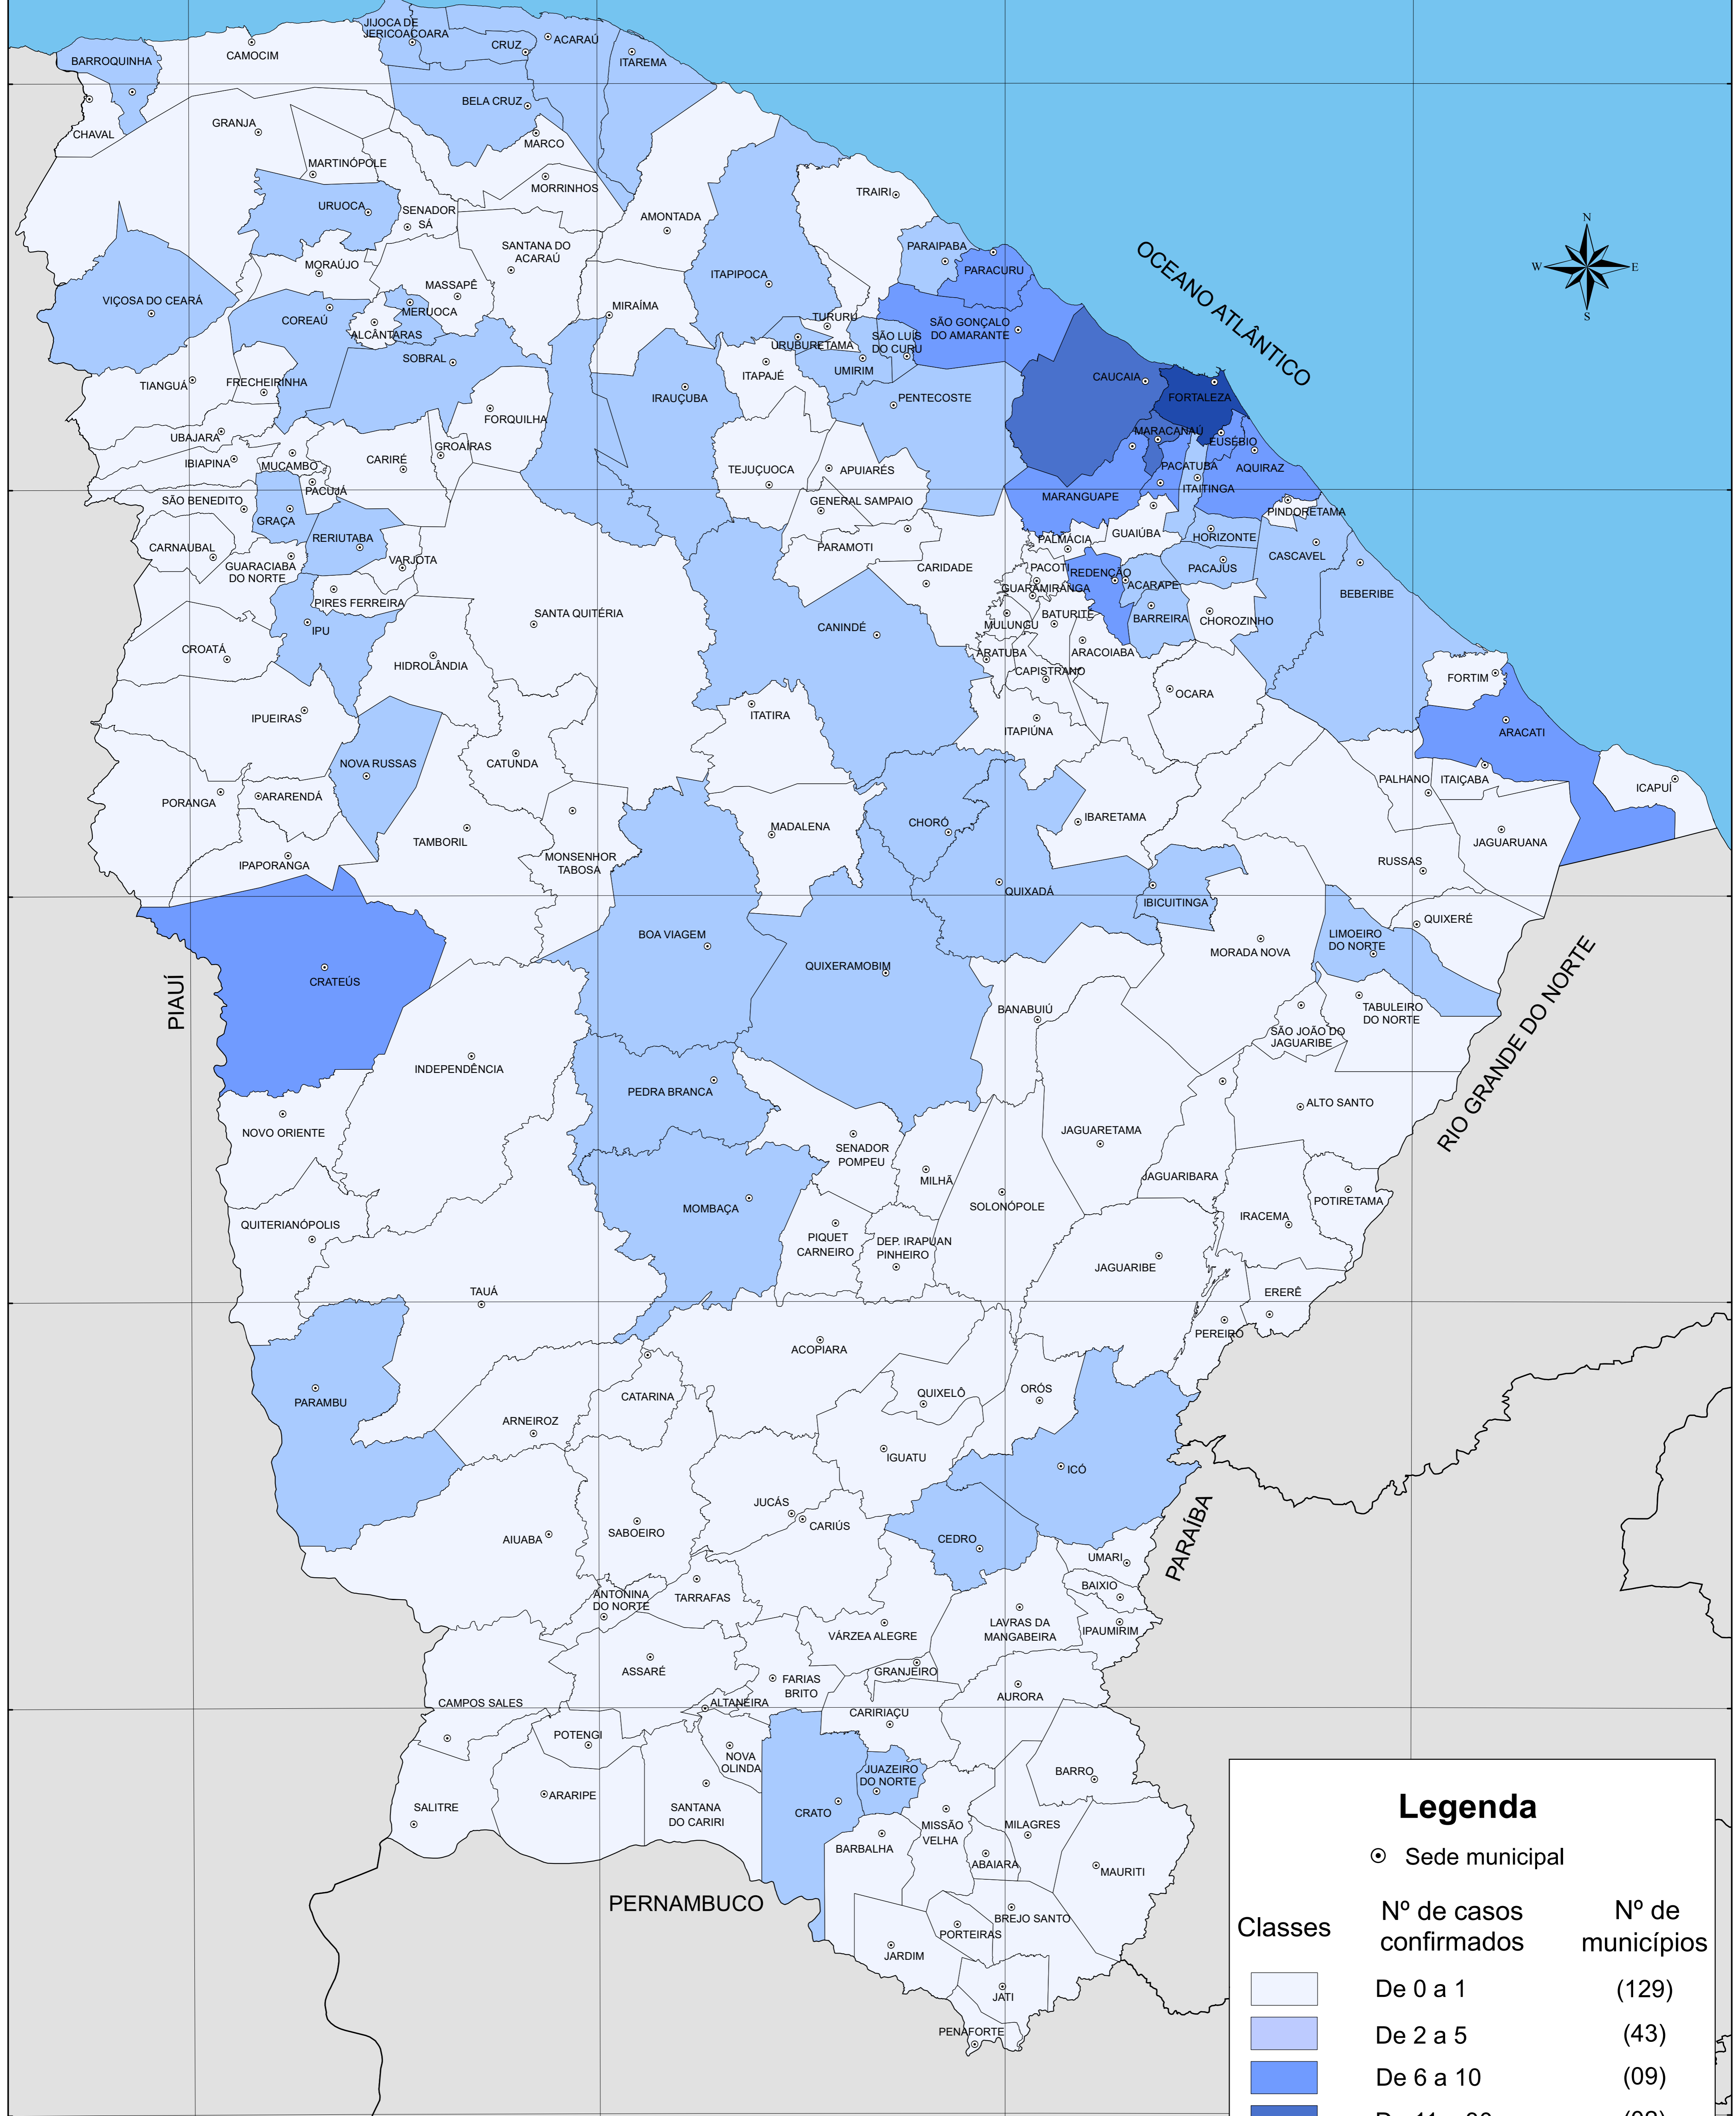 JIJOCA DE
JERICOACOARA
CRUZ
ACARAÚ
ITAREMA
BARROQUINHA
CAMOCIM
BELA CRUZ
CHAVAL
GRANJA
MARCO
MARTINÓPOLE
MORRINHOS
TRAIRI
URUOCA
SENADOR
SÁ
AMONTADA
N
W
E
S
OCEANO ATLÂNTICO
SANTANA DO
ACARAÚ
PARAIPABA
PARACURU
MORAÚJO
ITAPIPOCA
MASSAPÊ
VIÇOSA DO CEARÁ
MIRAÍMA
MERUOCA
COREAÚ
TURURU
SÃO GONÇALO
DO AMARANTE
ALCÂNTARAS
SÃO LUÍS
DO CURU
URUBURETAMA
SOBRAL
UMIRIM
ITAPAJÉ
CAUCAIA
TIANGUÁ
FRECHEIRINHA
IRAUÇUBA
PENTECOSTE
FORTALEZA
FORQUILHA
MARACANAÚ
UBAJARA
EUSÉBIO
GROAÍRAS
IBIAPINA
MUCAMBO
CARIRÉ
TEJUÇUOCA
APUIARÉS
PACATUBA
AQUIRAZ
PACUJÁ
ITAITINGA
SÃO BENEDITO
GENERAL SAMPAIO
MARANGUAPE
PINDORETAMA
GRAÇA
RERIUTABA
PALMÁCIA
GUAIÚBA
HORIZONTE
CARNAUBAL
PARAMOTI
CASCAVEL
GUARACIABA
DO NORTE
VARJOTA
CARIDADE
PACOTI
REDENÇÃO
PACAJUS
GUARAMIRANGA
ACARAPE
BEBERIBE
PIRES FERREIRA
SANTA QUITÉRIA
BATURITÉ
BARREIRA
CHOROZINHO
IPU
CANINDÉ
MULUNGU
CROATÁ
ARATUBA
ARACOIABA
HIDROLÂNDIA
CAPISTRANO
FORTIM
OCARA
IPUEIRAS
ITATIRA
ITAPIÚNA
ARACATI
NOVA RUSSAS
CATUNDA
PALHANO
ITAIÇABA
ICAPUÍ
PORANGA
ARARENDÁ
IBARETAMA
CHORÓ
MADALENA
TAMBORIL
JAGUARUANA
MONSENHOR
TABOSA
IPAPORANGA
RUSSAS
QUIXADÁ
IBICUITINGA
QUIXERÉ
BOA VIAGEM
LIMOEIRO
DO NORTE
MORADA NOVA
QUIXERAMOBIM
PIAUÍ
CRATEÚS
RIO GRANDE DO NORTE
BANABUIÚ
TABULEIRO
DO NORTE
SÃO JOÃO DO
JAGUARIBE
INDEPENDÊNCIA
PEDRA BRANCA
ALTO SANTO
NOVO ORIENTE
JAGUARETAMA
SENADOR
POMPEU
JAGUARIBARA
MILHÃ
POTIRETAMA
MOMBAÇA
SOLONÓPOLE
IRACEMA
QUITERIANÓPOLIS
PIQUET
CARNEIRO
DEP. IRAPUAN
PINHEIRO
JAGUARIBE
TAUÁ
ERERÊ
PEREIRO
ACOPIARA
ORÓS
QUIXELÔ
CATARINA
PARAMBU
ARNEIROZ
IGUATU
ICÓ
JUCÁS
CARIÚS
SABOEIRO
AIUABA
CEDRO
PARAÍBA
UMARI
BAIXIO
ANTONINA
DO NORTE
TARRAFAS
LAVRAS DA
MANGABEIRA
IPAUMIRIM
VÁRZEA ALEGRE
ASSARÉ
GRANJEIRO
FARIAS
BRITO
AURORA
CAMPOS SALES
ALTANEIRA
CARIRIAÇU
POTENGI
NOVA
OLINDA
JUAZEIRO
DO NORTE
BARRO
ARARIPE
SALITRE
SANTANA
DO CARIRI
CRATO
MISSÃO
VELHA
MILAGRES
BARBALHA
ABAIARA
MAURITI
PERNAMBUCO
BREJO SANTO
PORTEIRAS
JARDIM
JATI
PENAFORTE
Legenda
Sede municipal
Classes
Nº de casos
confirmados
Nº de
municípios
De 0 a 1
(129)
De 2 a 5
(43)
De 6 a 10
(09)